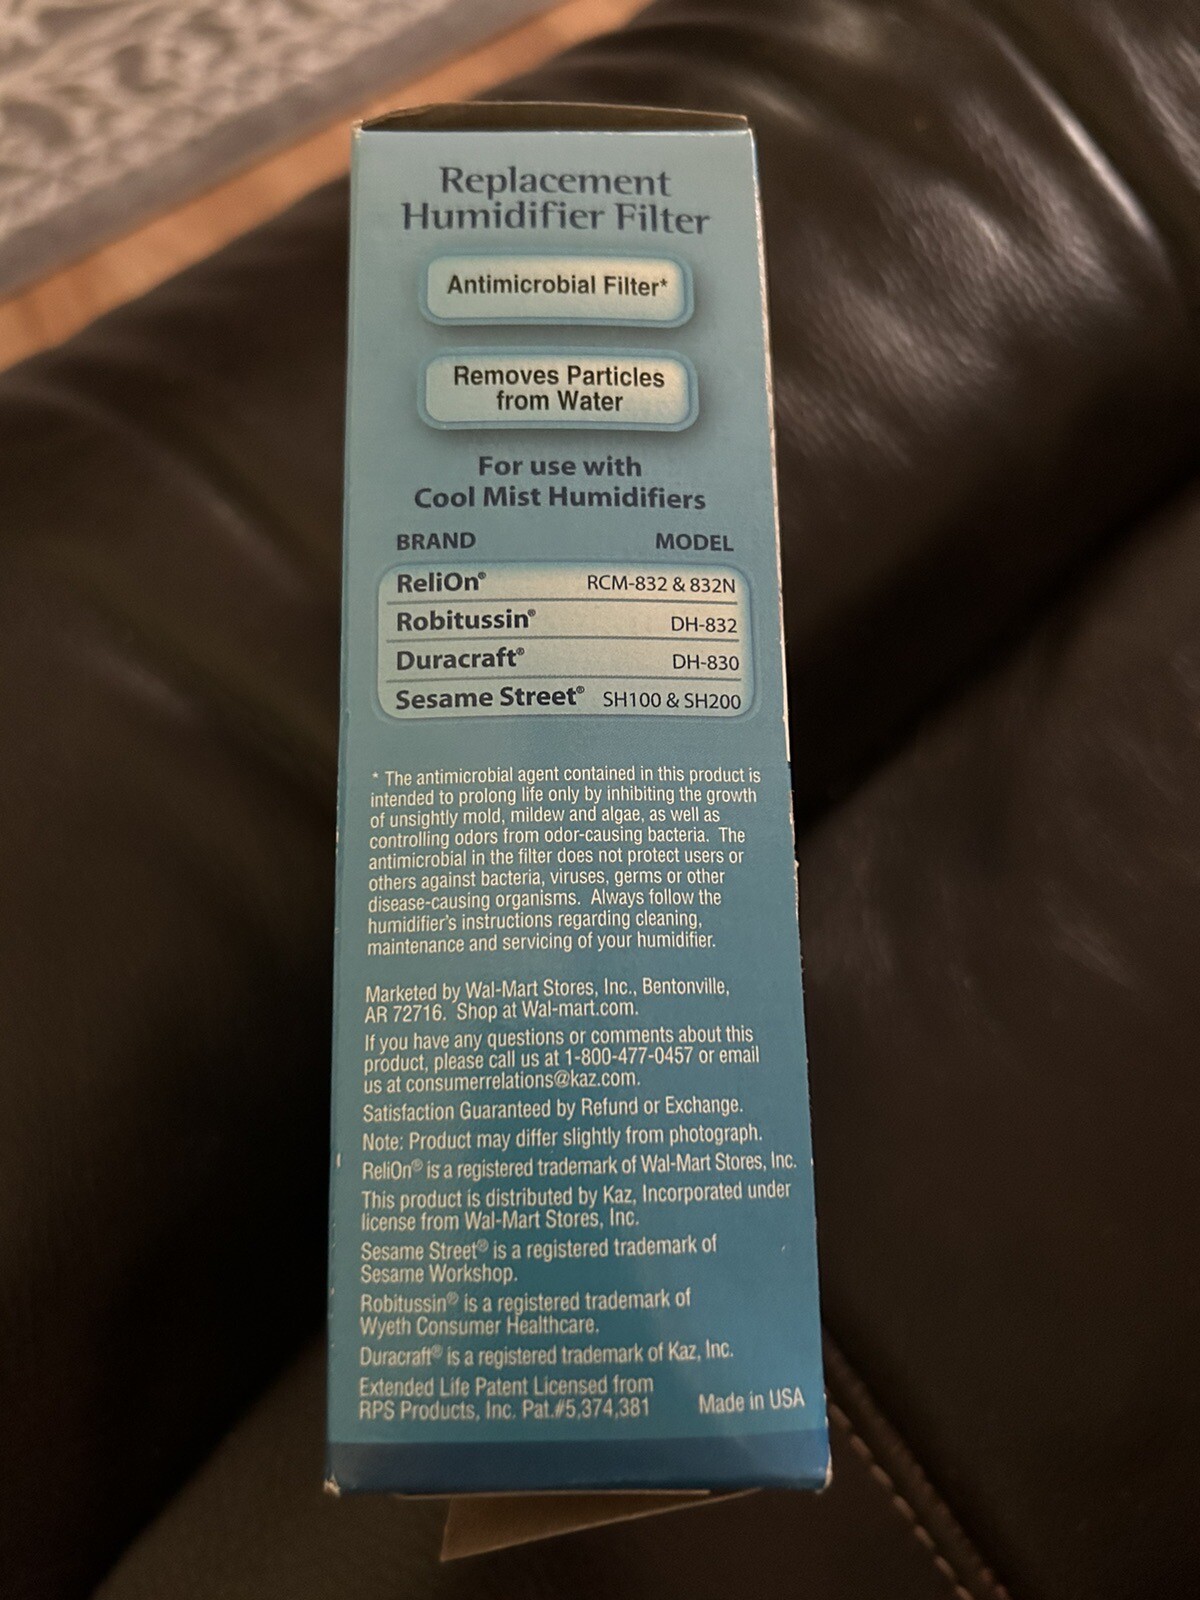 Replacement
Humidifier Filter
Antimicrobial Filter*
Removes Particles
from Water
For use with
Cool Mist Humidifiers
BRAND MODEL
ReliOn® RCM-832 & 832N
Robitussin® DH-832
Duracraft® DH-830
Sesame Street® SH100 & SH200
* The antimicrobial agent contained in this product is
intended to prolong life only by inhibiting the growth
of unsightly mold, mildew and algae, as well as
controlling odors from odor-causing bacteria. The
antimicrobial in the filter does not protect users or
others against bacteria, viruses, germs or other
disease-causing organisms. Always follow the
humidifier's instructions regarding cleaning,
maintenance and servicing of your humidifier.
Marketed by Wal-Mart Stores, Inc., Bentonville,
AR 72716. Shop at Wal-mart.com.
If you have any questions or comments about this
product, please call us at 1-800-477-0457 or email
us at consumerrelations@kaz.com.
Satisfaction Guaranteed by Refund or Exchange.
Note: Product may differ slightly from photograph.
ReliOn® is a registered trademark of Wal-Mart Stores, Inc.
This product is distributed by Kaz, Incorporated under
license from Wal-Mart Stores, Inc.
Sesame Street® is a registered trademark of
Sesame Workshop.
Robitussin® is a registered trademark of
Wyeth Consumer Healthcare.
Duracraft® is a registered trademark of Kaz, Inc.
Extended Life Patent Licensed from
RPS Products, Inc. Pat.#5,374,381 Made in USA